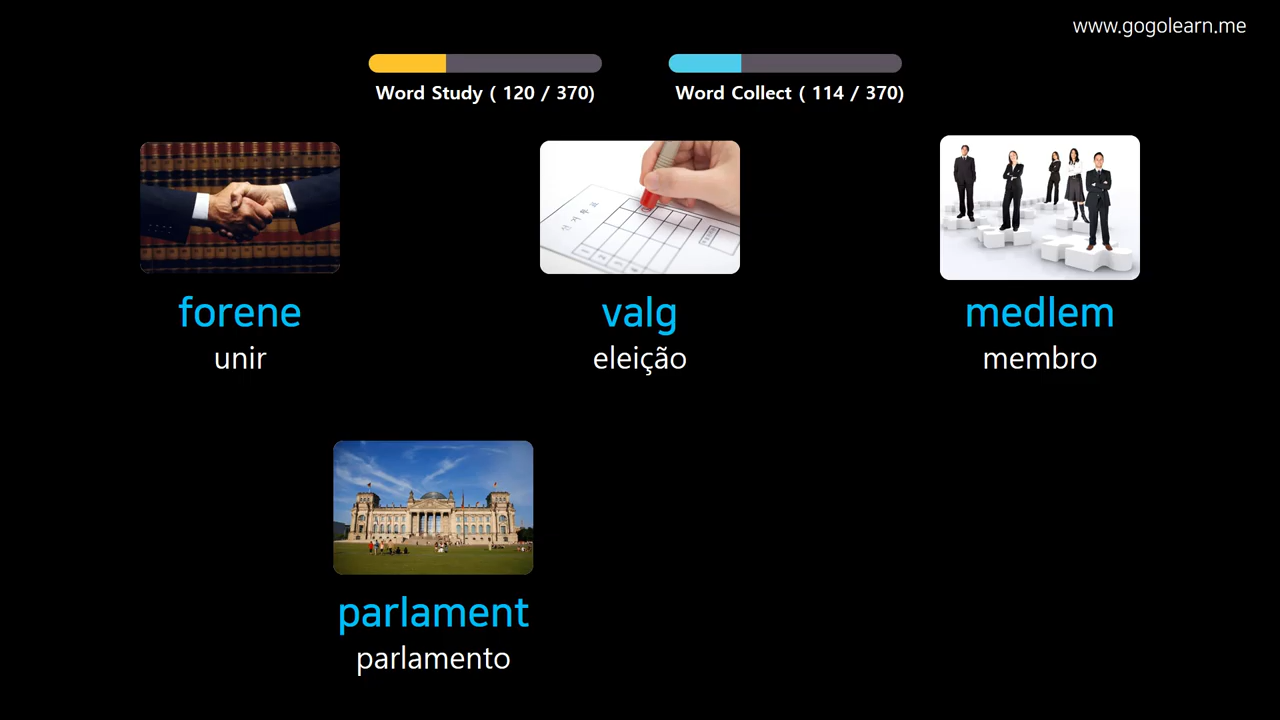 www.gogolearn.me
Word Study ( 120 / 370)
Word Collect ( 114 / 370)
forene
unir
valg
eleição
medlem
membro
parlament
parlamento